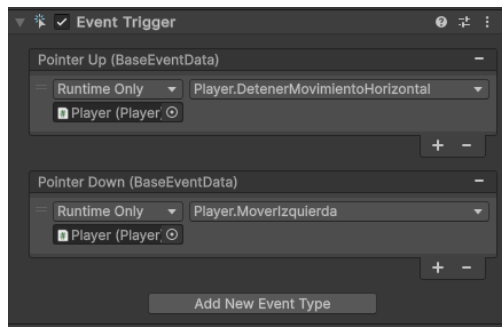 Event Trigger
Pointer Up (BaseEventData)
Runtime Only Player.DetenerMovimientoHorizontal
Player (Player)
Pointer Down (BaseEventData)
Runtime Only Player.MoverIzquierda
Player (Player)
Add New Event Type